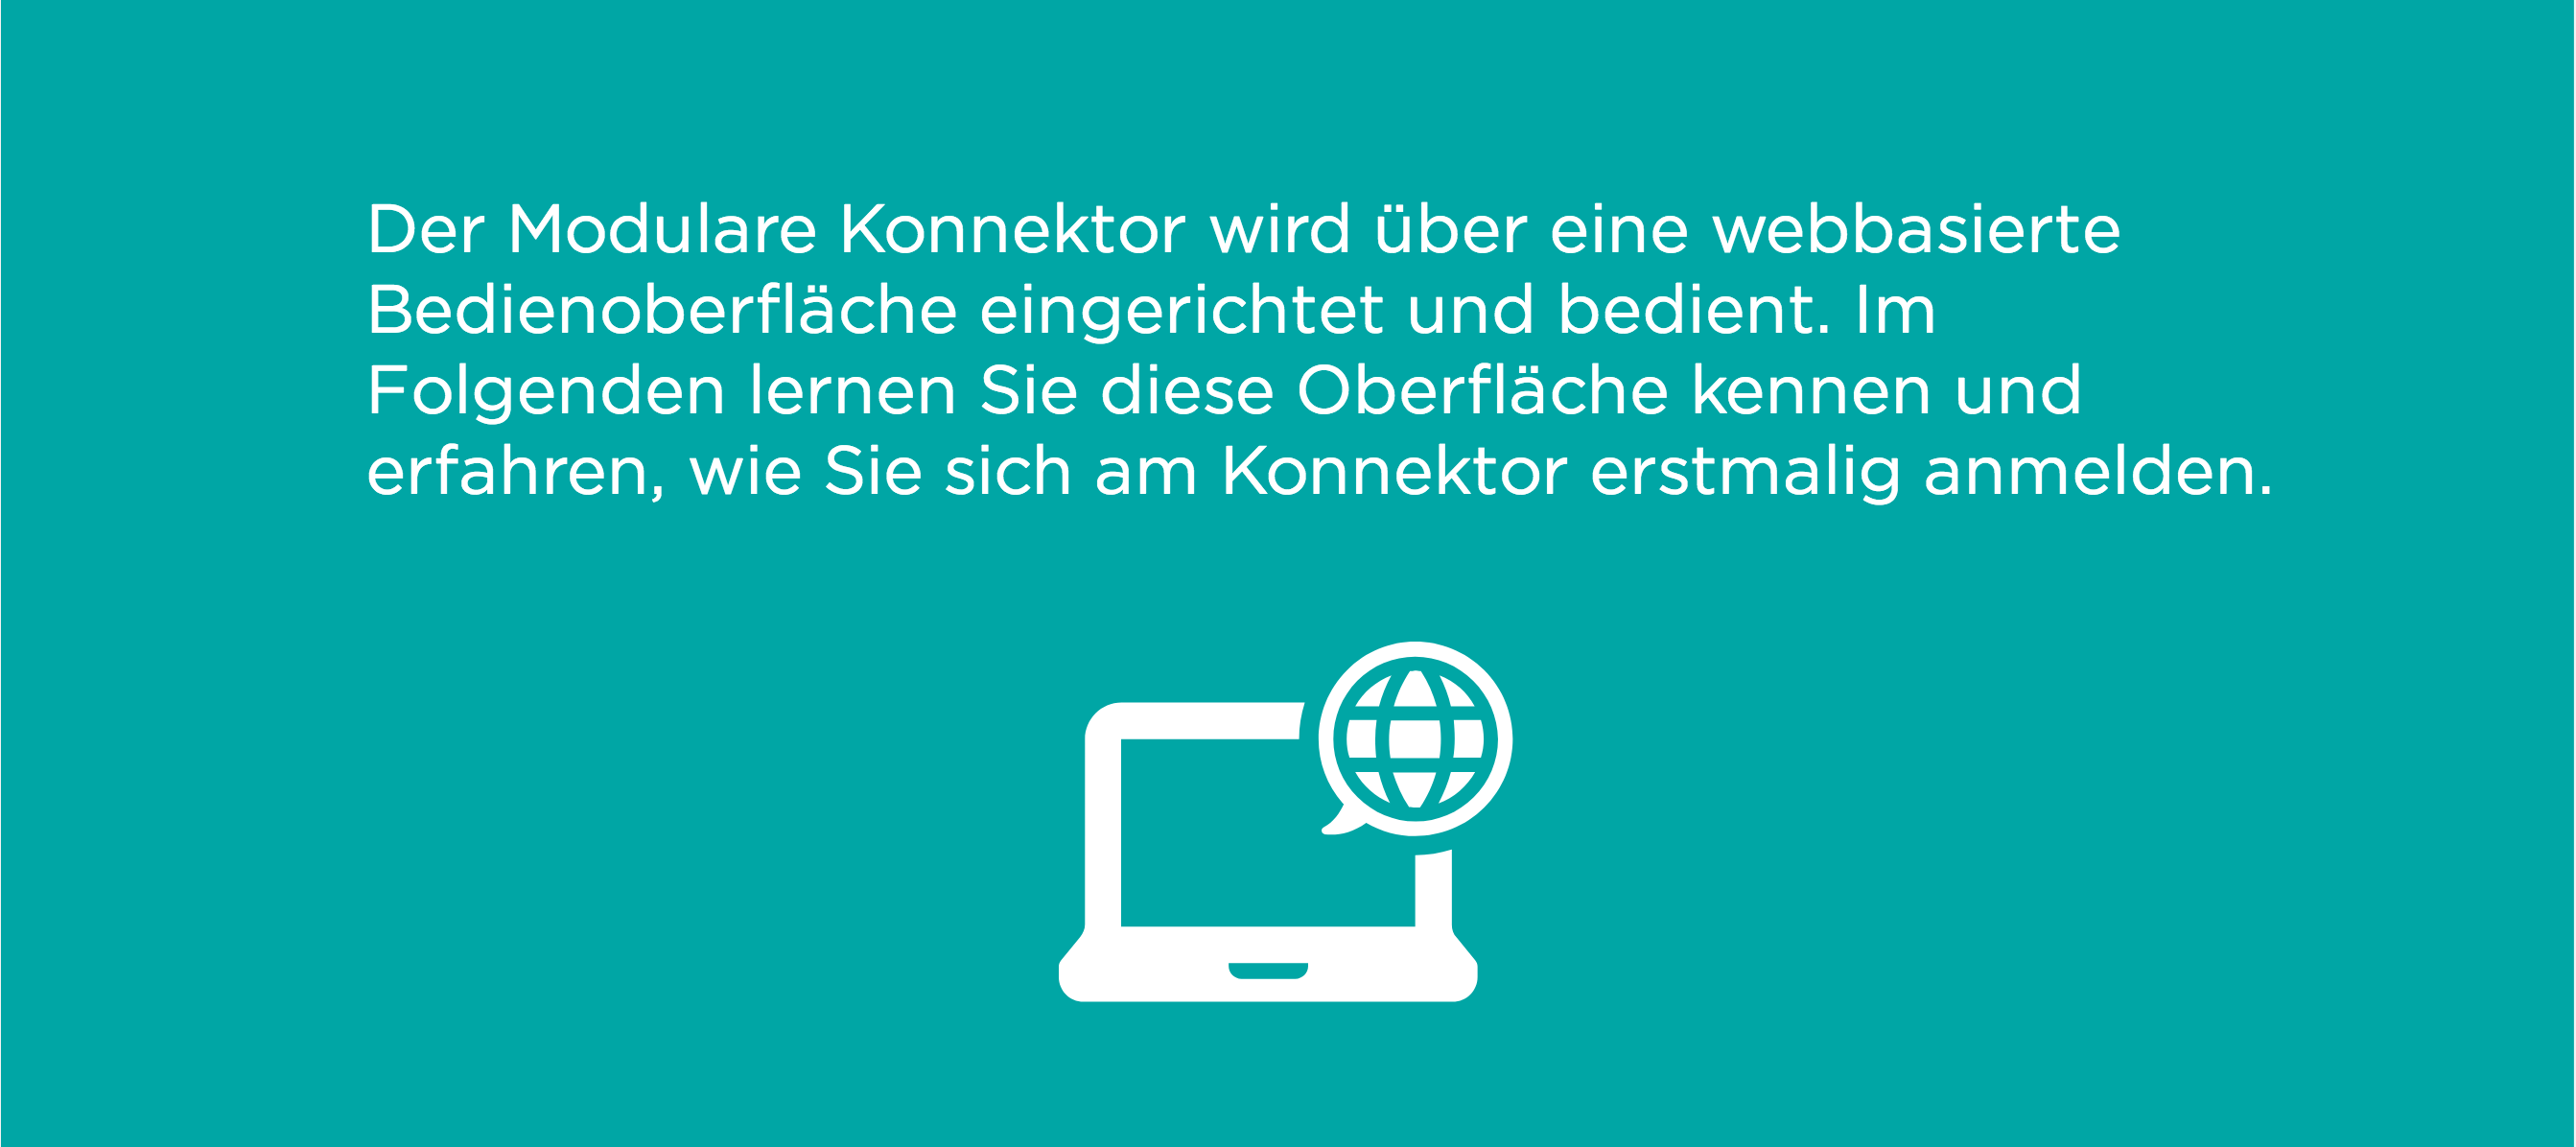 Der Modulare Konnektor wird über eine webbasierte
Bedienoberfläche eingerichtet und bedient. Im
Folgenden lernen Sie diese Oberfläche kennen und
erfahren, wie Sie sich am Konnektor erstmalig anmelden.